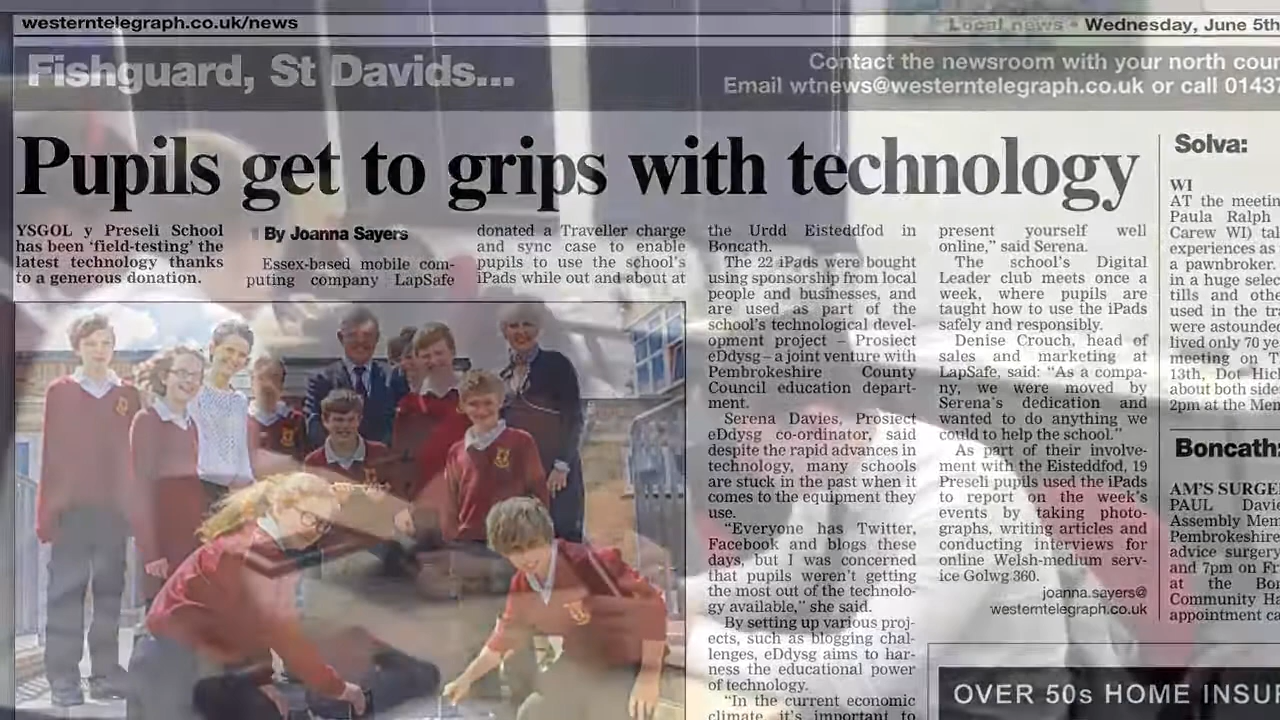 westerntelegraph.co.uk/news
Local news • Wednesday, June 5th
Fishguard, St Davids...
Contact the newsroom with your north
Email wtnews@westerntelegraph.co.uk or call
Pupils get to grips with technology
YSGOL y Preseli School
has been ‘field-testing’ the
latest technology thanks
to a generous donation.
By Joanna Sayers
Essex-based mobile com-
puting company LapSafe
donated a Traveller charge
and sync case to enable
pupils to use the school’s
iPads while out and about at
the Urdd Eisteddfod in
Boncath.
The 22 iPads were bought
using sponsorship from local
people and businesses, and
are used as part of the
school’s technological devel-
opment project – Prosiect
eDdysg – a joint venture with
Pembrokeshire County
Council education depart-
ment.
Serena Davies, Prosiect
eDdysg co-ordinator, said
despite the rapid advances in
technology, many schools
are stuck in the past when it
comes to the equipment they
use.
“Everyone has Twitter,
Facebook and blogs these
days, but I was concerned
that pupils weren’t getting
the most out of the technolo-
gy available,” she said.
By setting up various proj-
ects, such as blogging chal-
lenges, eDdysg aims to har-
ness the educational power
of technology.
“In the current economic
climate, it’s important to
present yourself well
online,” said Serena.
The school’s Digital
Leader club meets once a
week, where pupils are
taught how to use the iPads
safely and responsibly.
Denise Crouch, head of
sales and marketing at
LapSafe, said: “As a compa-
ny, we were moved by
Serena’s dedication and
wanted to do anything we
could to help the school.”
As part of their involve-
ment with the Eisteddfod, 19
Preseli pupils used the iPads
to report on the week’s
events by taking photo-
graphs, writing articles and
conducting interviews for
online Welsh-medium serv-
ice Golwg 360.
joanna.sayers@
westerntelegraph.co.uk
Solva:
WI
AT the meetin
Paula Ralph
Carew WI) tal
experiences as
a pawnbroker.
in a huge selec
tills and othe
used in the tr
were astounde
lived only 70 ye
meeting on T
13th, Dot Hic
about both side
2pm at the Mem
Boncath:
AM’S SURGE
PAUL Davie
Assembly Mem
Pembrokeshire
advice surgery
and 7pm on Fr
at the Bon
Community Ha
appointment ca
OVER 50s HOME INSU